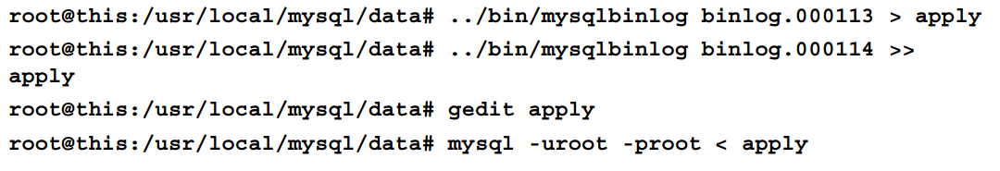 root@this:/usr/local/mysql/data# ../bin/mysqlbinlog binlog.000113 > apply
root@this:/usr/local/mysql/data# ../bin/mysqlbinlog binlog.000114 >>
apply
root@this:/usr/local/mysql/data# gedit apply
root@this:/usr/local/mysql/data# mysql -uroot -proot < apply